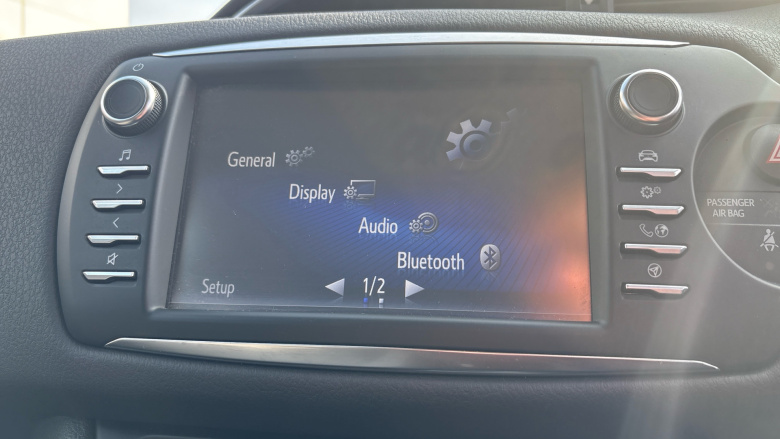 General
Display
Audio
Bluetooth
Setup
1/2
PASSENGER
AIR BAG